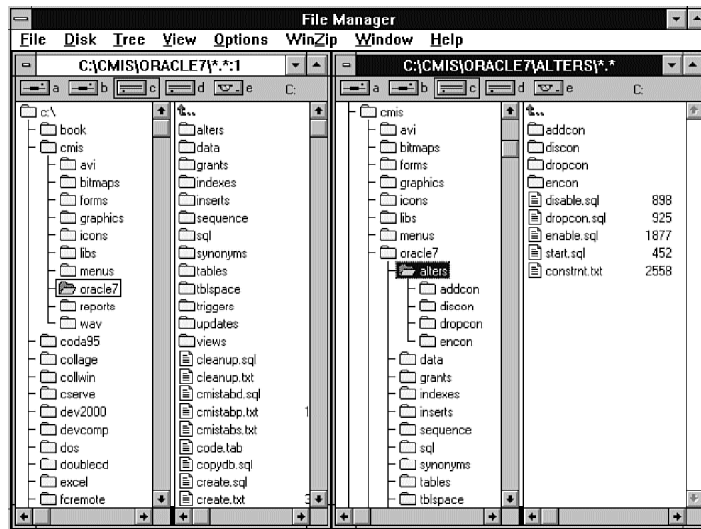 File Manager
File Disk Tree View Options WinZip Window Help
C:\CMIS\ORACLE7\*.*:1
a b c d e C:
c:\
book
cmis
avi
bitmaps
forms
graphics
icons
libs
menus
oracle7
reports
wav
coda95
collage
collwin
cserve
dev2000
devcomp
dos
doublecd
excel
fcremote
..
alters
data
grants
indexes
inserts
sequence
sql
synonyms
tables
tblspace
triggers
updates
views
cleanup.sql
cleanup.txt
cmistabd.sql
cmistabp.txt 1
cmistabs.txt
code.tab
copydb.sql
create.sql
create.txt 3
C:\CMIS\ORACLE7\ALTERS\*.*
a b c d e C:
cmis
avi
bitmaps
forms
graphics
icons
libs
menus
oracle7
alters
addcon
discon
dropcon
encon
data
grants
indexes
inserts
sequence
sql
synonyms
tables
tblspace
..
addcon
discon
dropcon
encon
disable.sql 898
dropcon.sql 925
enable.sql 1877
start.sql 452
constrnt.txt 2558